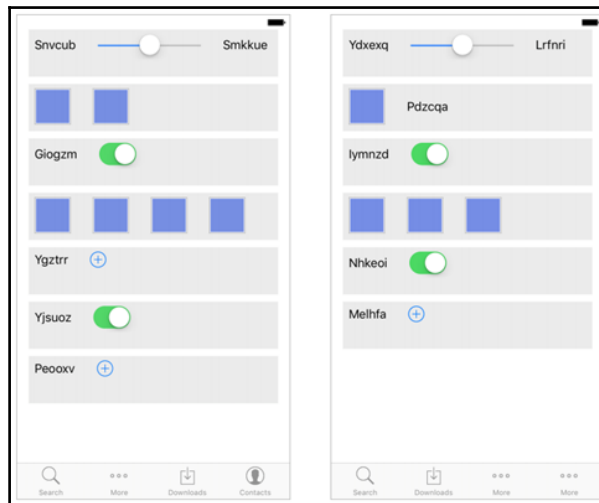 Snvcub Smkkue
Giogzm
Ygztrr
Yjsuoz
Peooxv
Search More Downloads Contacts
Ydxexq Lrfnri
Pdzcqa
Iymnzd
Nhkeoi
Melhfa
Search Downloads More More